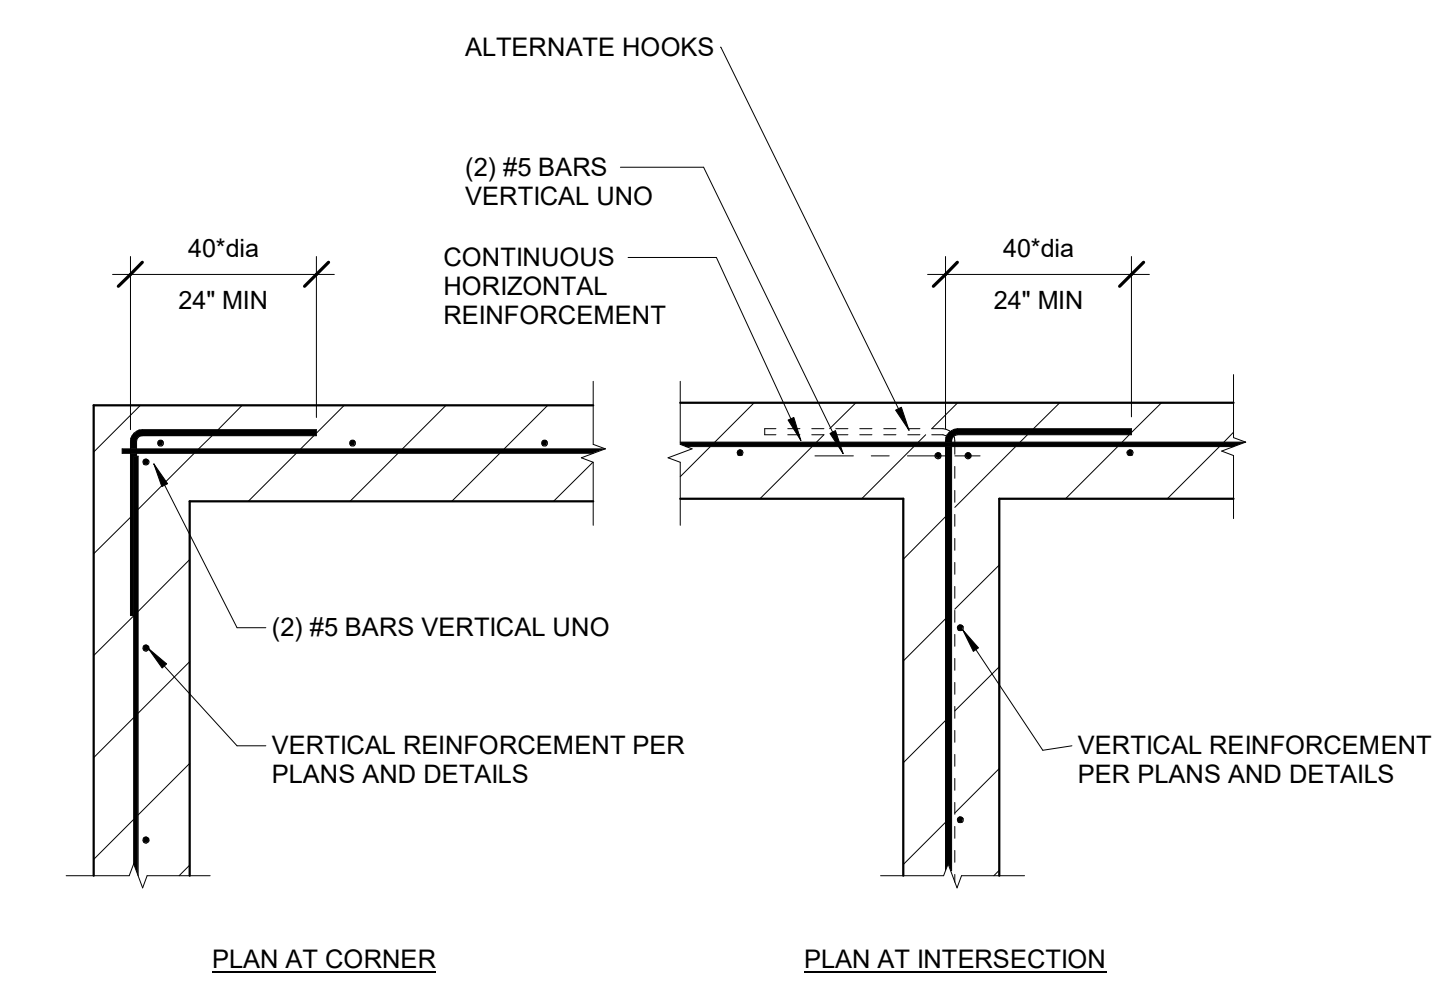 ALTERNATE HOOKS
(2) #5 BARS
VERTICAL UNO
CONTINUOUS
HORIZONTAL
REINFORCEMENT
40*dia
24" MIN
40*dia
24" MIN
(2) #5 BARS VERTICAL UNO
VERTICAL REINFORCEMENT PER
PLANS AND DETAILS
VERTICAL REINFORCEMENT
PER PLANS AND DETAILS
PLAN AT CORNER
PLAN AT INTERSECTION